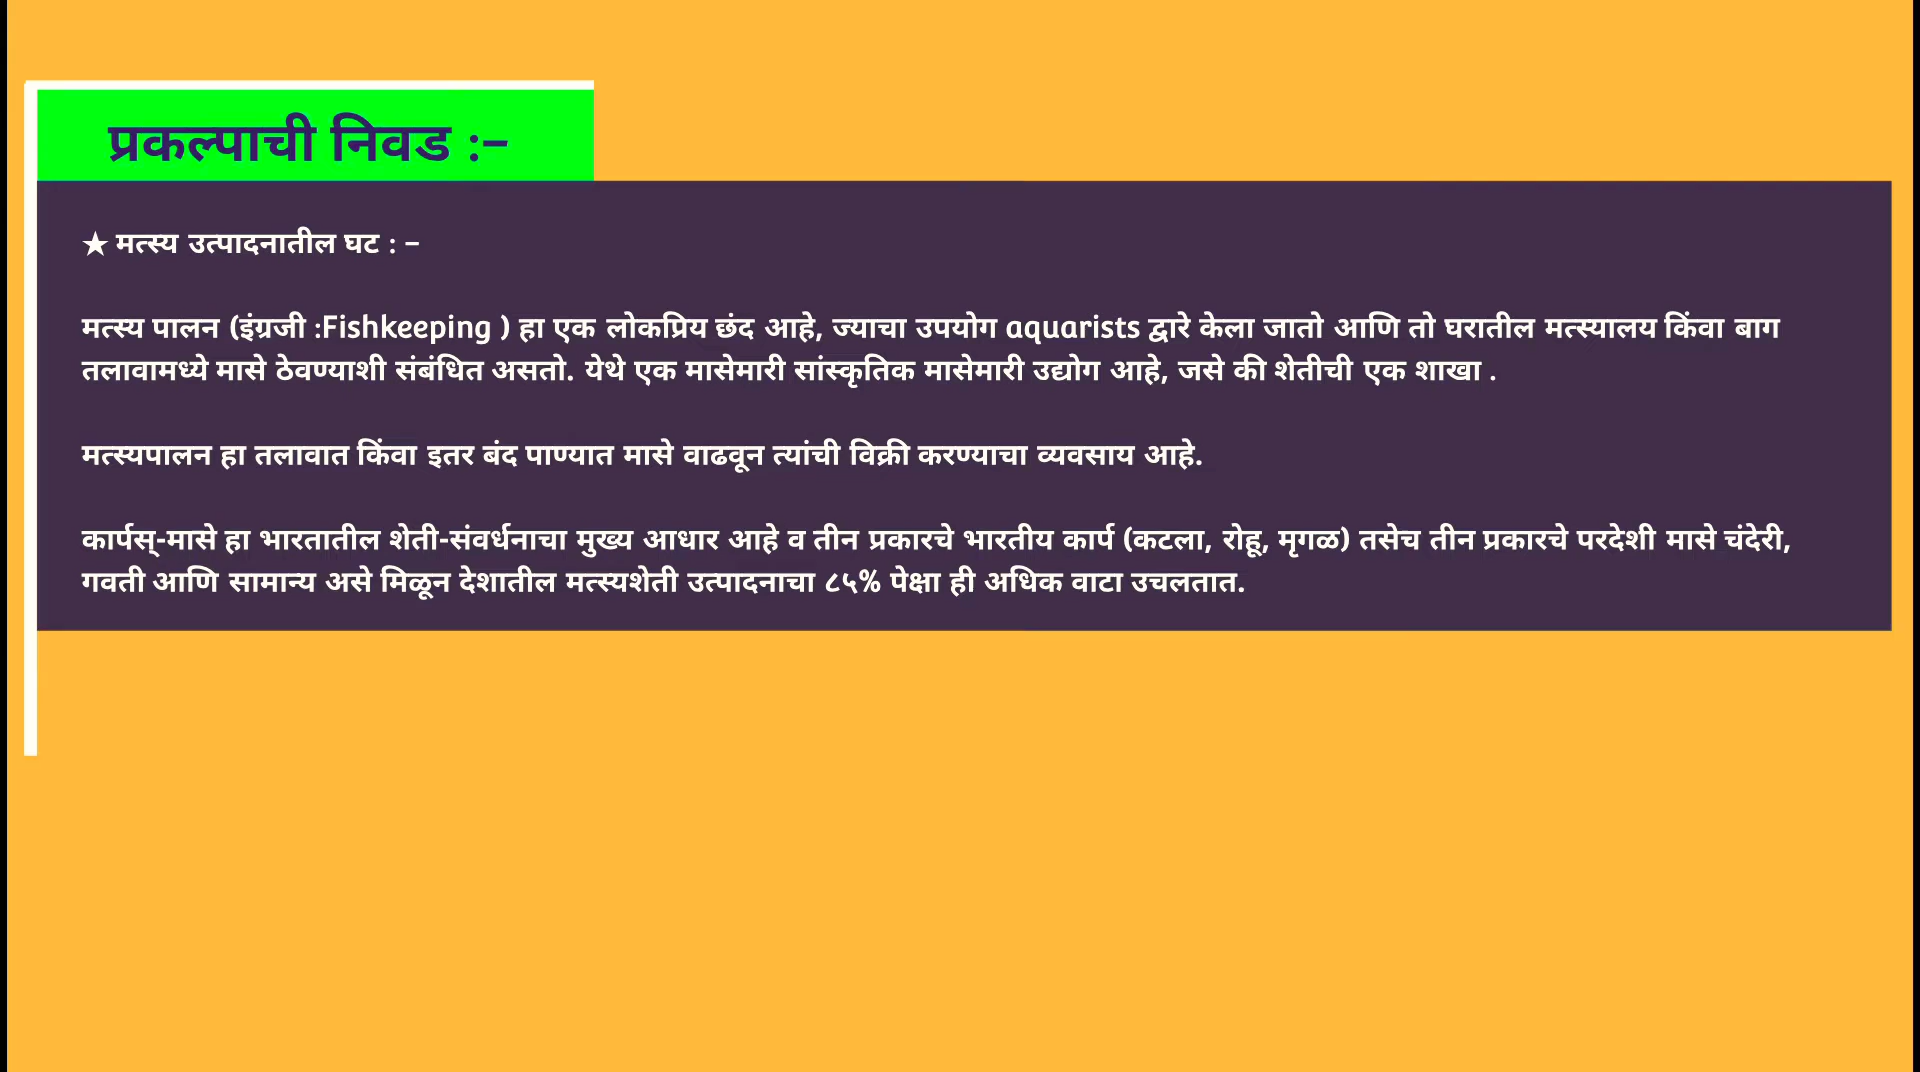 प्रकल्पाची निवड :–
★ मत्स्य उत्पादनातील घट : –
मत्स्य पालन (इंग्रजी :Fishkeeping ) हा एक लोकप्रिय छंद आहे, ज्याचा उपयोग aquarists द्वारे केला जातो आणि तो घरातील मत्स्यालय किंवा बाग
तलावामध्ये मासे ठेवण्याशी संबंधित असतो. येथे एक मासेमारी सांस्कृतिक मासेमारी उद्योग आहे, जसे की शेतीची एक शाखा .
मत्स्यपालन हा तलावात किंवा इतर बंद पाण्यात मासे वाढवून त्यांची विक्री करण्याचा व्यवसाय आहे.
कार्पस्-मासे हा भारतातील शेती-संवर्धनाचा मुख्य आधार आहे व तीन प्रकारचे भारतीय कार्प (कटला, रोहू, मृगळ) तसेच तीन प्रकारचे परदेशी मासे चंदेरी,
गवती आणि सामान्य असे मिळून देशातील मत्स्यशेती उत्पादनाचा ८५% पेक्षा ही अधिक वाटा उचलतात.